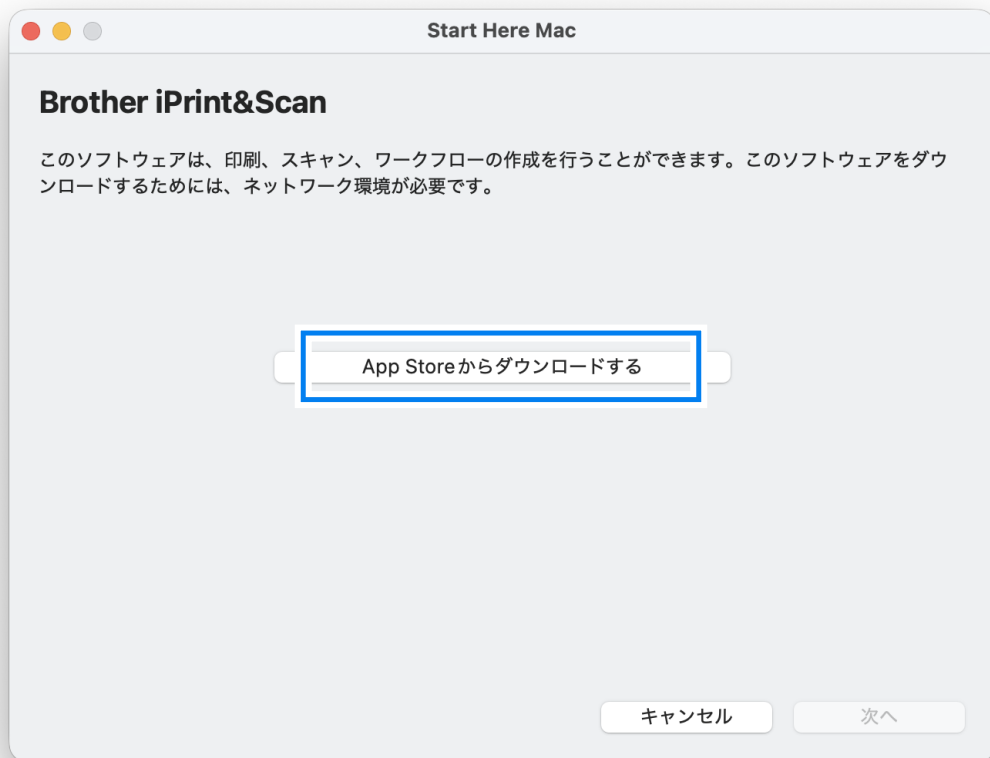 Start Here Mac
Brother iPrint&Scan
このソフトウェアは、印刷、スキャン、ワークフローの作成を行うことができます。このソフトウェアをダウ
ンロードするためには、ネットワーク環境が必要です。
App Storeからダウンロードする
キャンセル
次へ